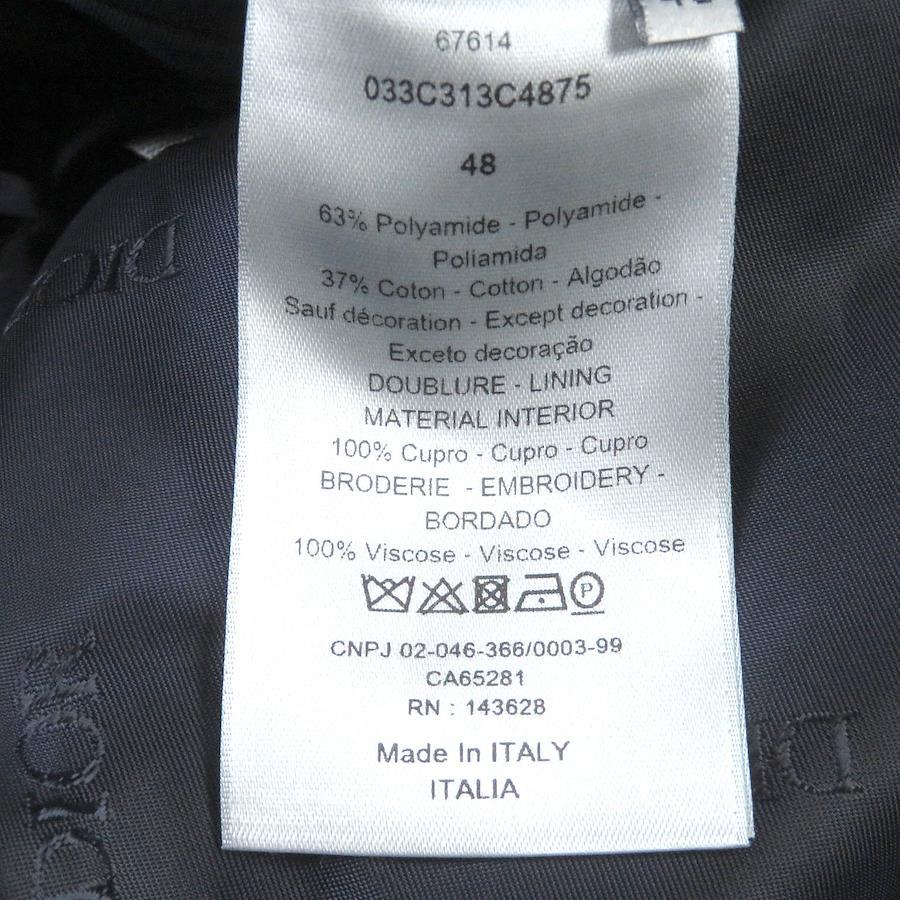 67614
033C313C4875
48
63% Polyamide - Polyamide -
Poliamida
37% Coton - Cotton - Algodão
Sauf décoration - Except decoration -
Exceto decoração
DOUBLURE - LINING
MATERIAL INTERIOR
100% Cupro - Cupro - Cupro
BRODERIE - EMBROIDERY -
BORDADO
100% Viscose - Viscose - Viscose
P
CNPJ 02-046-366/0003-99
CA65281
RN : 143628
Made In ITALY
ITALIA
DIO
DIOR
DI